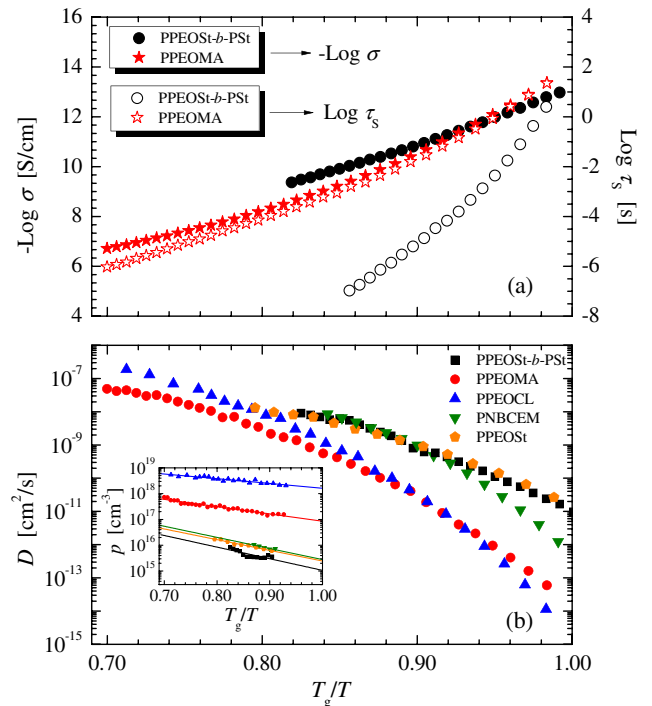 (a)
PPEOSt-b-PSt
PPEOMA
-Log σ
PPEOSt-b-PSt
PPEOMA
Log τs
16
14
12
10
8
6
4
-Log σ [S/cm]
4
2
0
-2
-4
-6
-8
Log τs [s]
PPEOSt-b-PSt
PPEOMA
PPEOCL
PNBCEM
PPEOSt
10-7
10-9
10-11
10-13
10-15
D [cm2/s]
1019
1018
1017
1016
1015
p [cm-3]
0.70 0.80 0.90 1.00
Tg/T
(b)
0.70 0.80 0.90 1.00
Tg/T